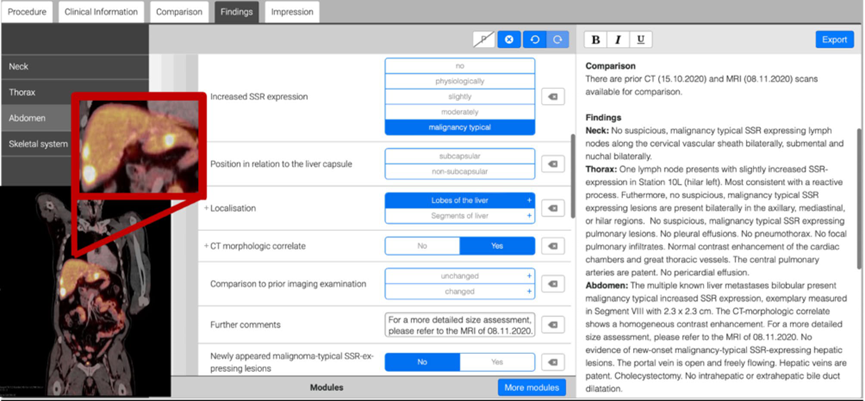 Procedure
Clinical Information
Comparison
Findings
Impression
P
B I U
Export
Neck
Thorax
Abdomen
Skeletal system
Increased SSR expression
no
physiologically
slightly
moderately
malignancy typical
Position in relation to the liver capsule
subcapsular
non-subcapsular
+ Localisation
Lobes of the liver +
Segments of liver +
+ CT morphologic correlate
No
Yes
Comparison to prior imaging examination
unchanged +
changed +
Further comments
For a more detailed size assessment,
please refer to the MRI of 08.11.2020.
Newly appeared malignoma-typical SSR-ex-
pressing lesions
No
Yes
Modules
More modules
Comparison
There are prior CT (15.10.2020) and MRI (08.11.2020) scans
available for comparison.
Findings
Neck: No suspicious, malignancy typical SSR expressing lymph
nodes along the cervical vascular sheath bilaterally, submental and
nuchal bilaterally.
Thorax: One lymph node presents with slightly increased SSR-
expression in Station 10L (hilar left). Most consistent with a reactive
process. Futhermore, no suspicious, malignancy typical SSR
expressing lesions are present bilaterally in the axillary, mediastinal,
or hilar regions. No suspicious, malignancy typical SSR expressing
pulmonary lesions. No pleural effusions. No pneumothorax. No focal
pulmonary infiltrates. Normal contrast enhancement of the cardiac
chambers and great thoracic vessels. The central pulmonary
arteries are patent. No pericardial effusion.
Abdomen: The multiple known liver metastases bilobular present
malignancy typical increased SSR expression, exemplary measured
in Segment VIII with 2.3 x 2.3 cm. The CT-morphologic correlate
shows a homogeneous contrast enhancement. For a more detailed
size assessment, please refer to the MRI of 08.11.2020. No
evidence of new-onset malignancy-typical SSR-expressing hepatic
lesions. The portal vein is open and freely flowing. Hepatic veins are
patent. Cholecystectomy. No intrahepatic or extrahepatic bile duct
dilatation.